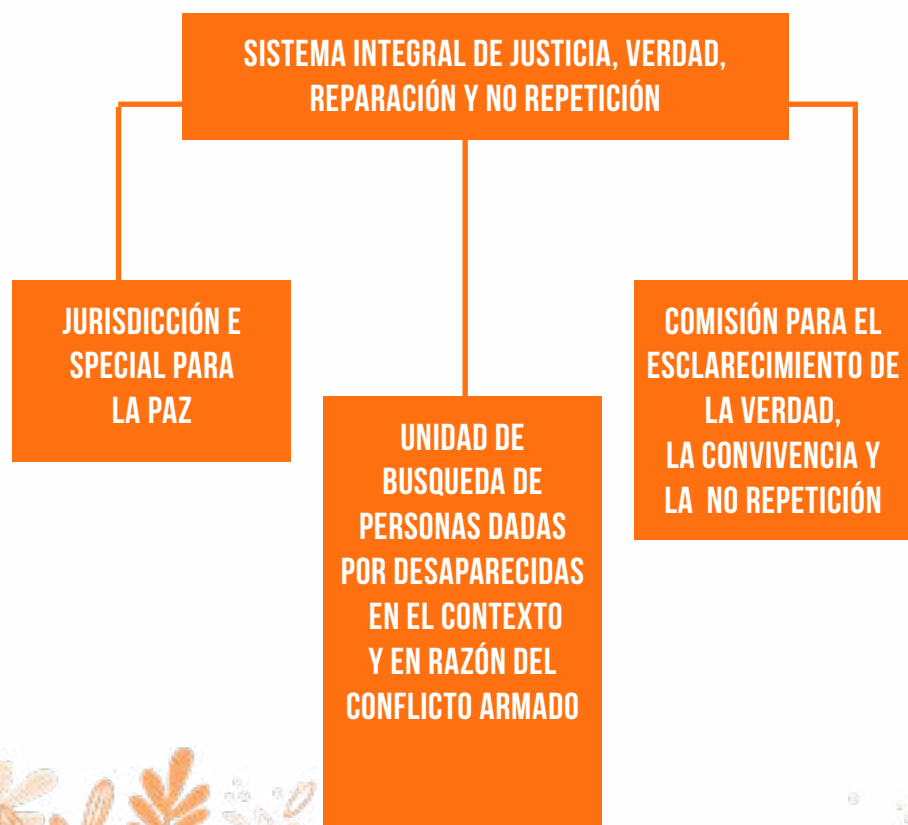 SISTEMA INTEGRAL DE JUSTICIA, VERDAD,
REPARACIÓN Y NO REPETICIÓN
JURISDICCIÓN E
SPECIAL PARA
LA PAZ
UNIDAD DE
BUSQUEDA DE
PERSONAS DADAS
POR DESAPARECIDAS
EN EL CONTEXTO
Y EN RAZÓN DEL
CONFLICTO ARMADO
COMISIÓN PARA EL
ESCLARECIMIENTO DE
LA VERDAD,
LA CONVIVENCIA Y
LA NO REPETICIÓN